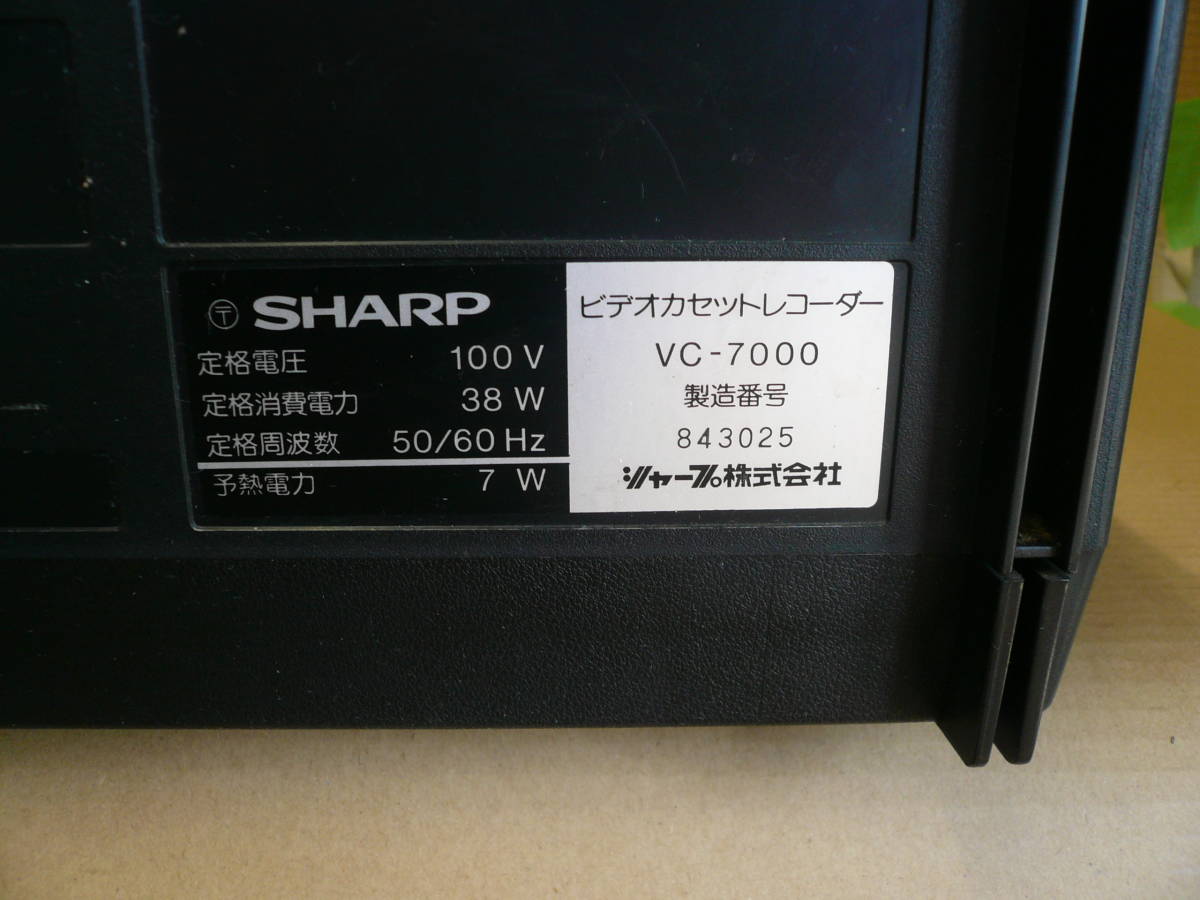 〒 SHARP
定格電圧 100 V
定格消費電力 38 W
定格周波数 50/60 Hz
予熱電力 7 W
ビデオカセットレコーダー
VC-7000
製造番号
843025
シャープ株式会社